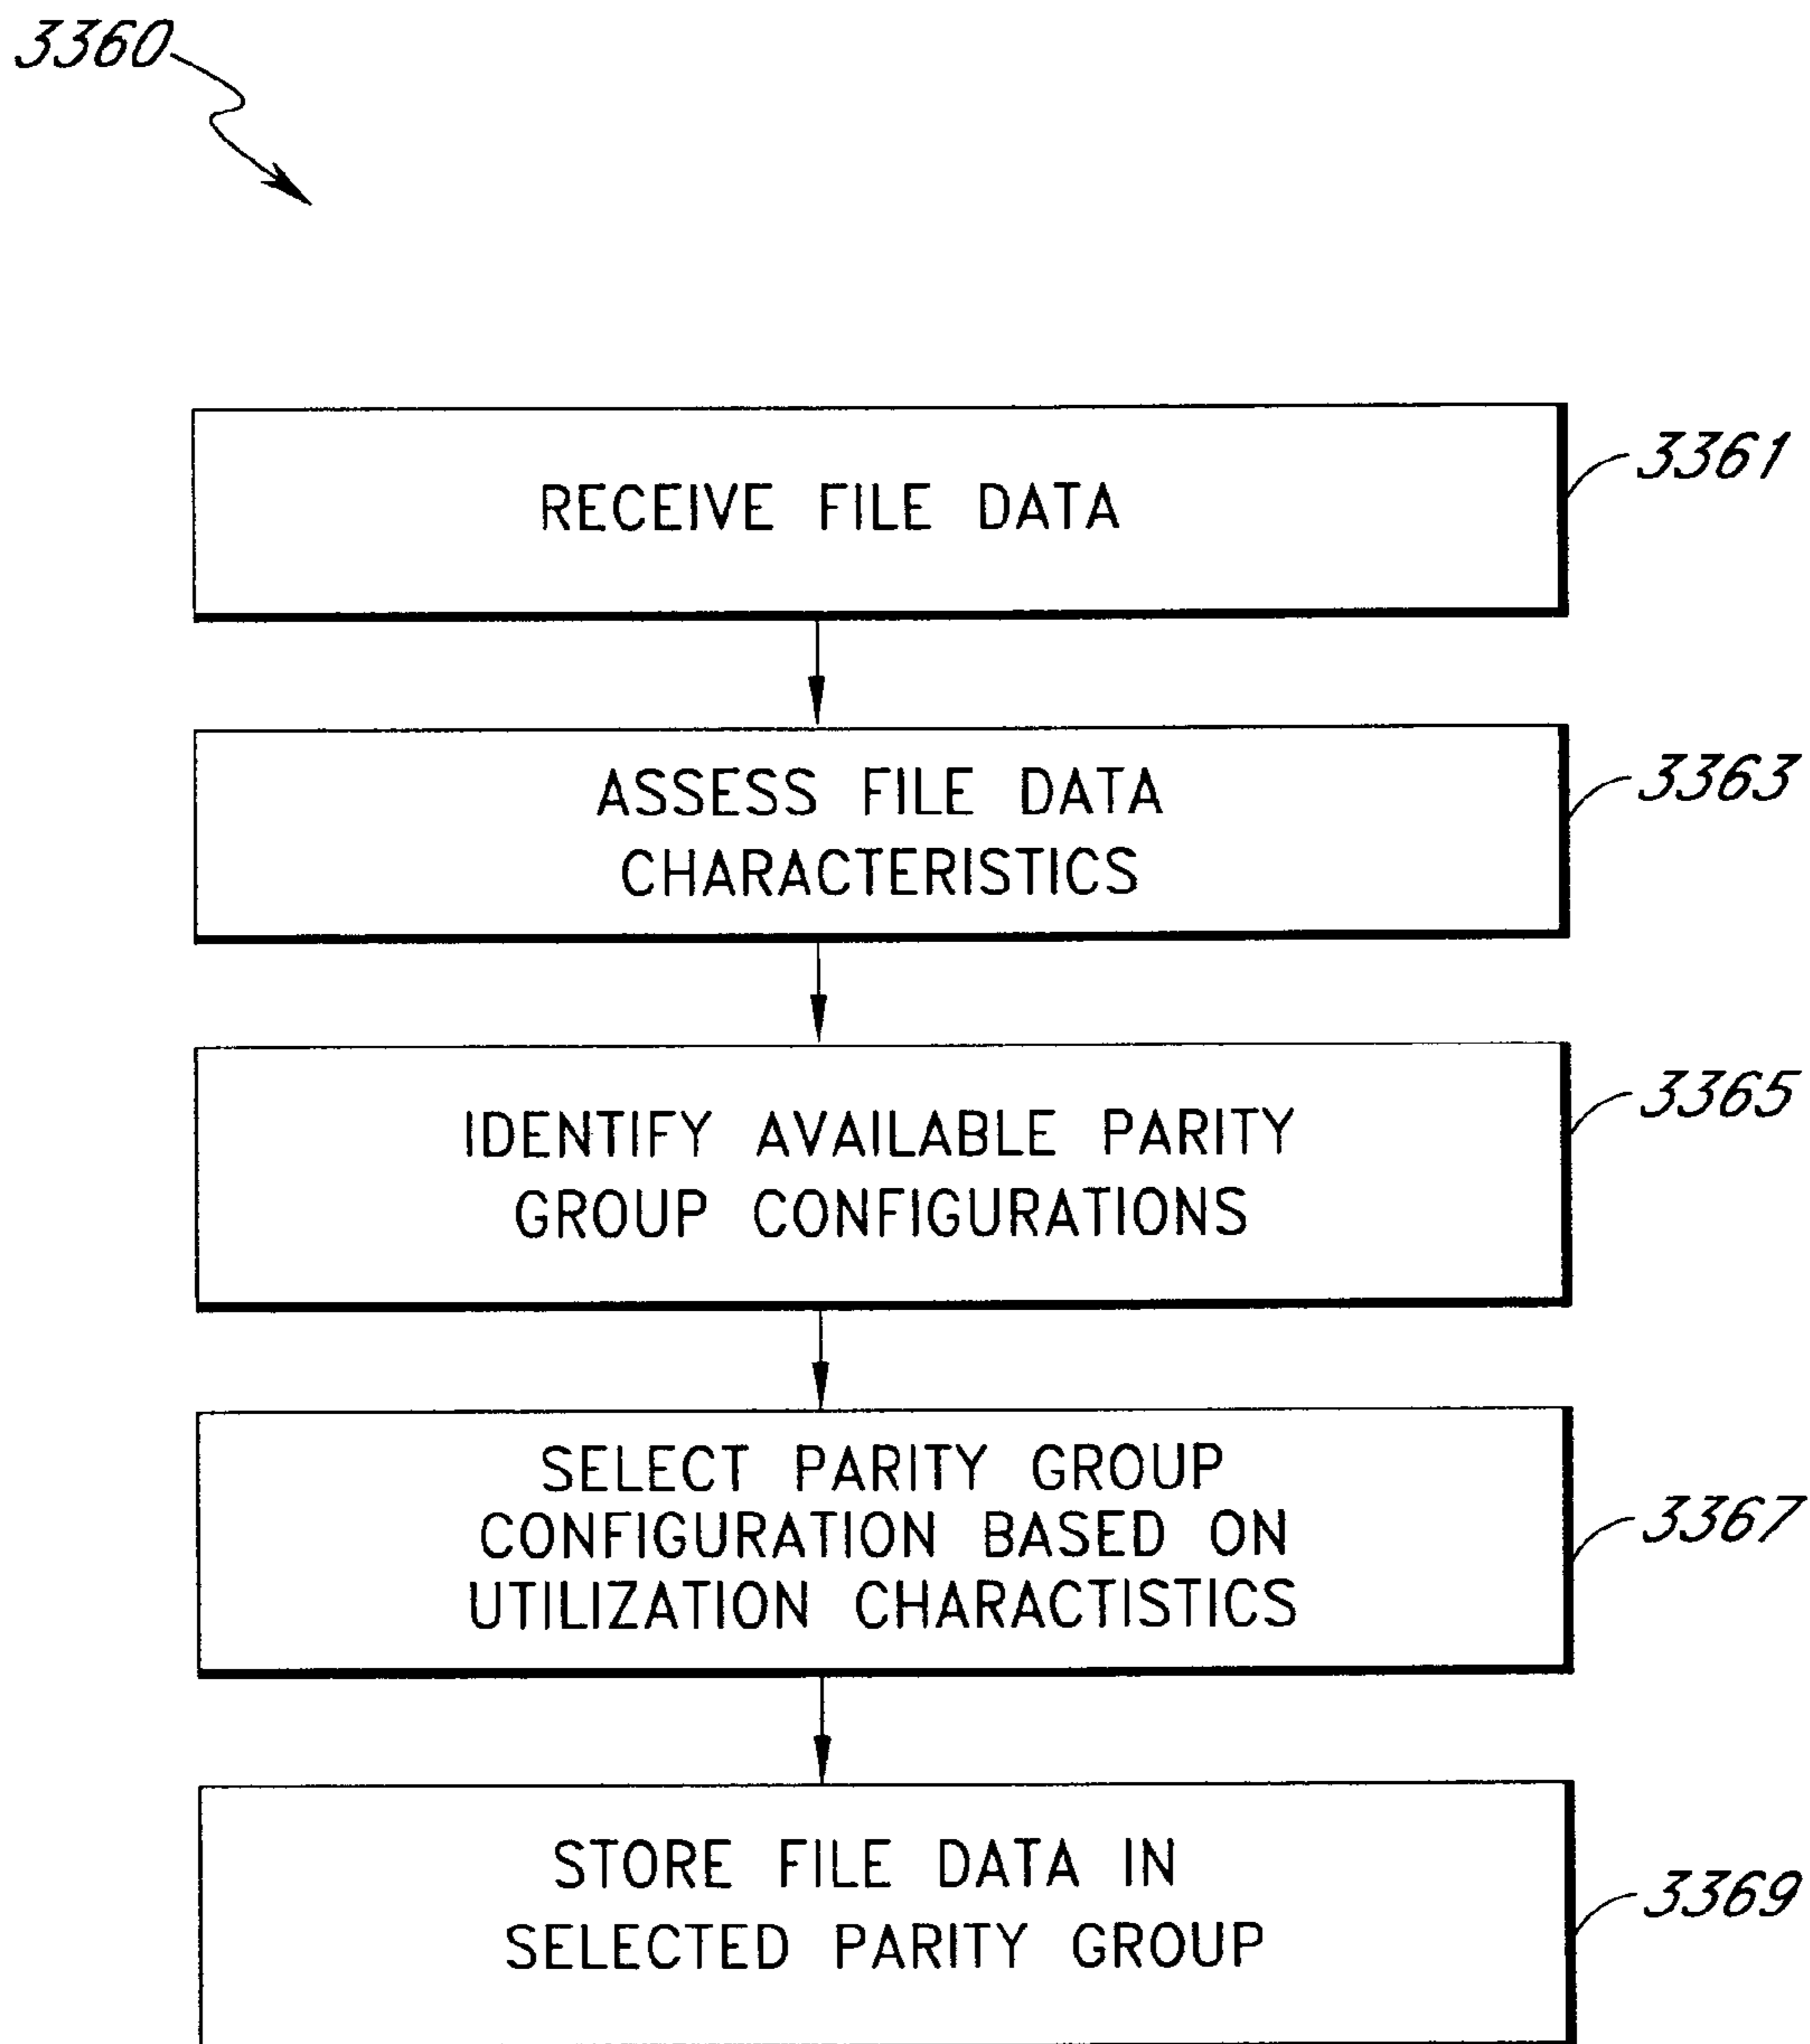 3360
RECEIVE FILE DATA
3361
ASSESS FILE DATA
CHARACTERISTICS
3363
IDENTIFY AVAILABLE PARITY
GROUP CONFIGURATIONS
3365
SELECT PARITY GROUP
CONFIGURATION BASED ON
UTILIZATION CHARACTISTICS
3367
STORE FILE DATA IN
SELECTED PARITY GROUP
3369